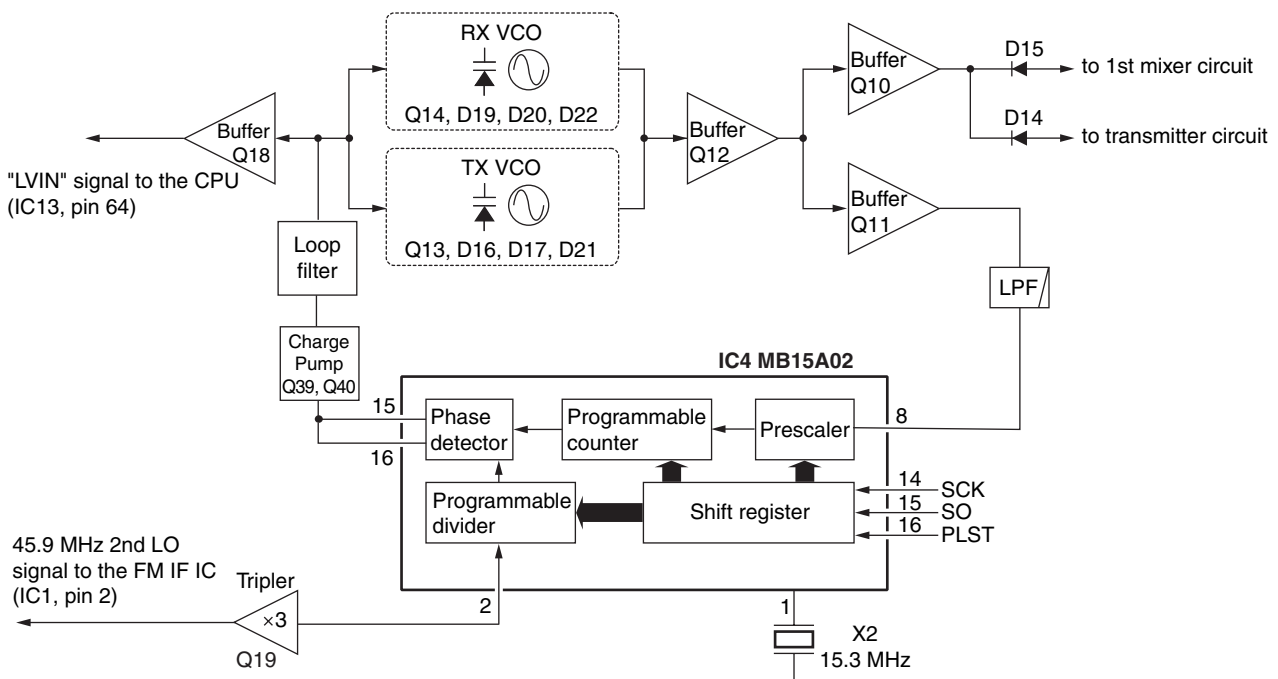 RX VCO
Q14, D19, D20, D22
TX VCO
Q13, D16, D17, D21
Buffer
Q18
"LVIN" signal to the CPU
(IC13, pin 64)
Buffer
Q12
Buffer
Q10
D15
to 1st mixer circuit
D14
to transmitter circuit
Buffer
Q11
LPF
Loop
filter
Charge
Pump
Q39, Q40
IC4 MB15A02
15
16
Phase
detector
Programmable
counter
Prescaler
8
Programmable
divider
Shift register
14
SCK
15
SO
16
PLST
45.9 MHz 2nd LO
signal to the FM IF IC
(IC1, pin 2)
Tripler
×3
Q19
2
1
X2
15.3 MHz